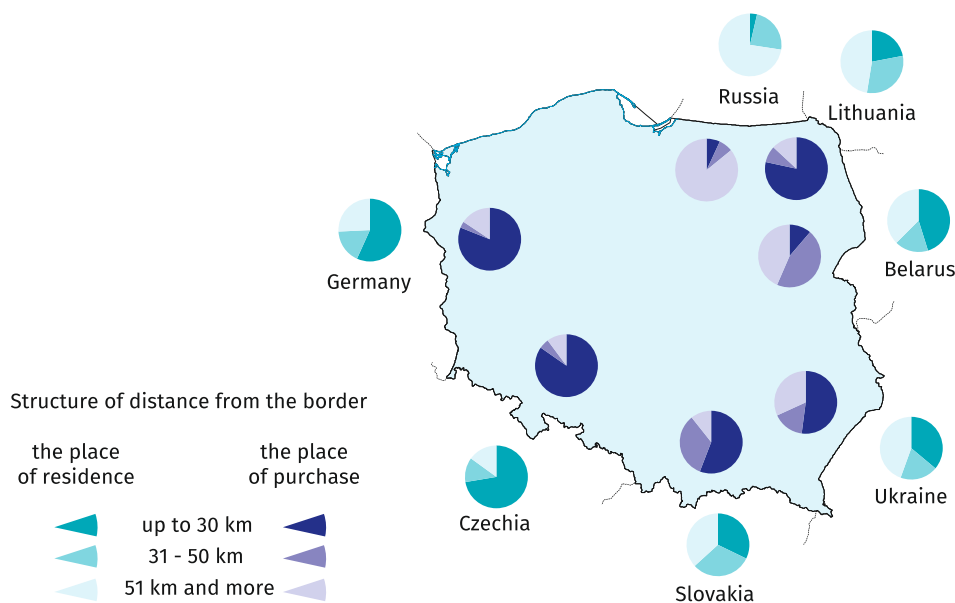 Russia
Lithuania
Germany
Belarus
Structure of distance from the border
the place
of residence
the place
of purchase
Ukraine
Czechia
up to 30 km
31 - 50 km
51 km and more
Slovakia